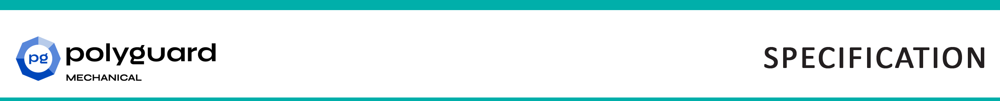 pg
polyguard
MECHANICAL
SPECIFICATION